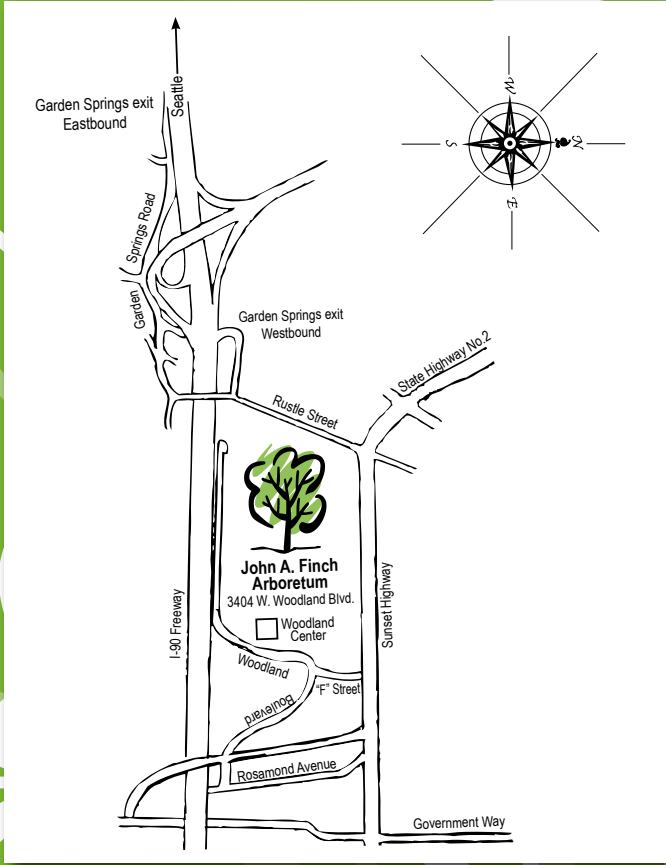 Seattle
Garden Springs exit
Eastbound
W
S
N
E
Springs Road
Garden
Garden Springs exit
Westbound
State Highway No.2
Rustle Street
John A. Finch
Arboretum
3404 W. Woodland Blvd.
Woodland
Center
I-90 Freeway
Sunset Highway
Woodland
"F" Street
Boulevard
Rosamond Avenue
Government Way